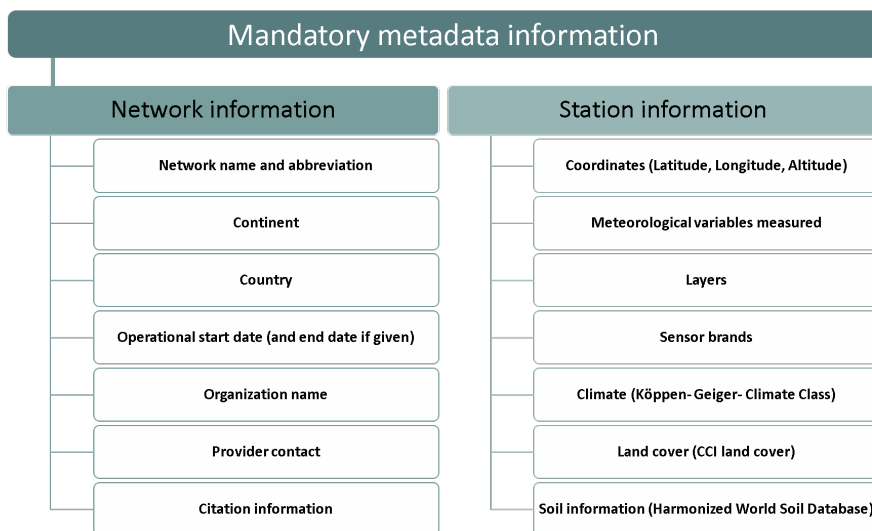 Mandatory metadata information
Network information
Network name and abbreviation
Continent
Country
Operational start date (and end date if given)
Organization name
Provider contact
Citation information
Station information
Coordinates (Latitude, Longitude, Altitude)
Meteorological variables measured
Layers
Sensor brands
Climate (Köppen- Geiger- Climate Class)
Land cover (CCI land cover)
Soil information (Harmonized World Soil Database)